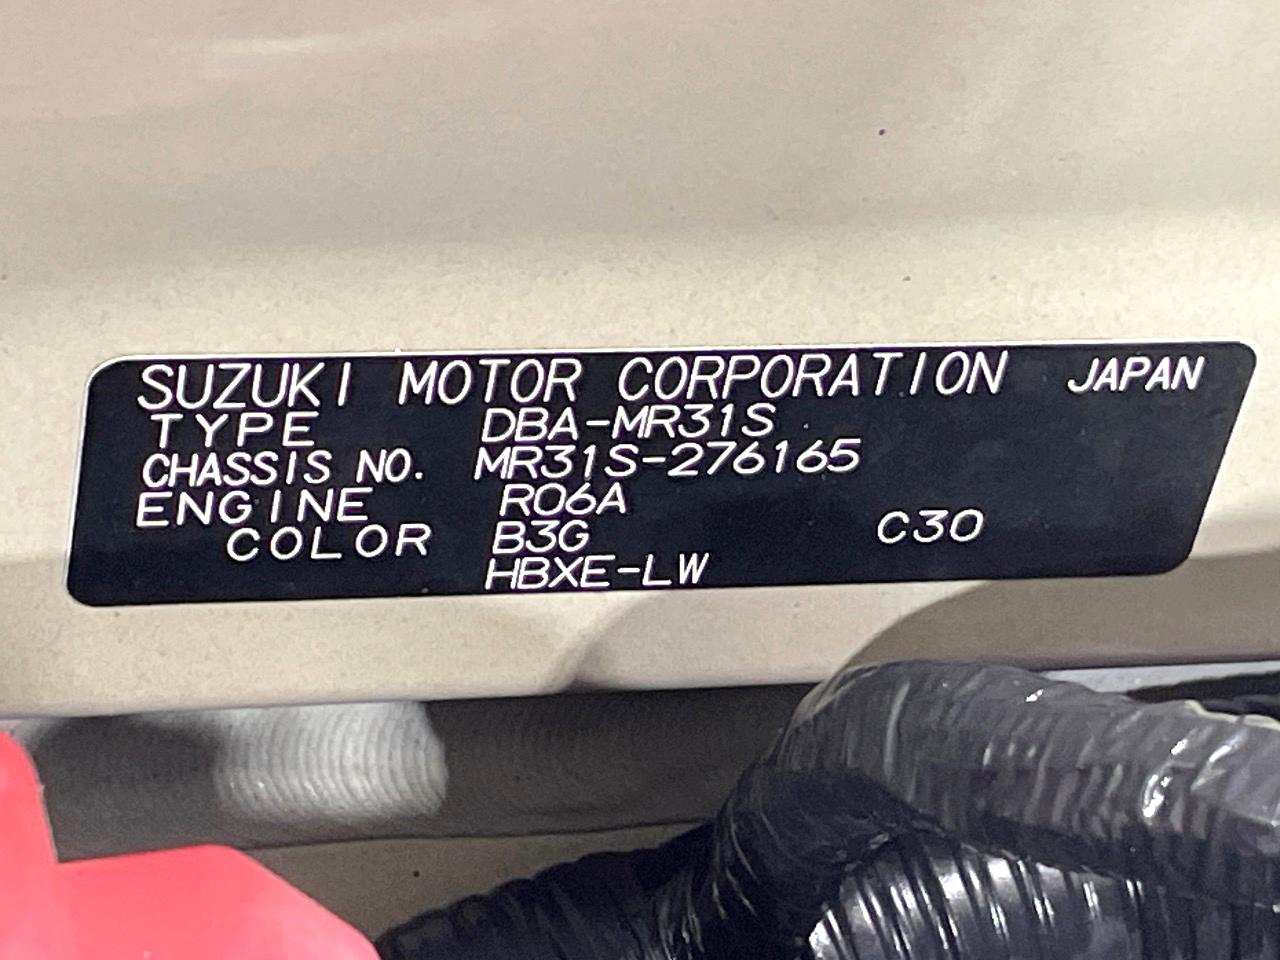 SUZUKI MOTOR CORPORATION JAPAN
TYPE DBA-MR31S
CHASSIS NO. MR31S-276165
ENGINE R06A
COLOR B3G C30
HBXE-LW